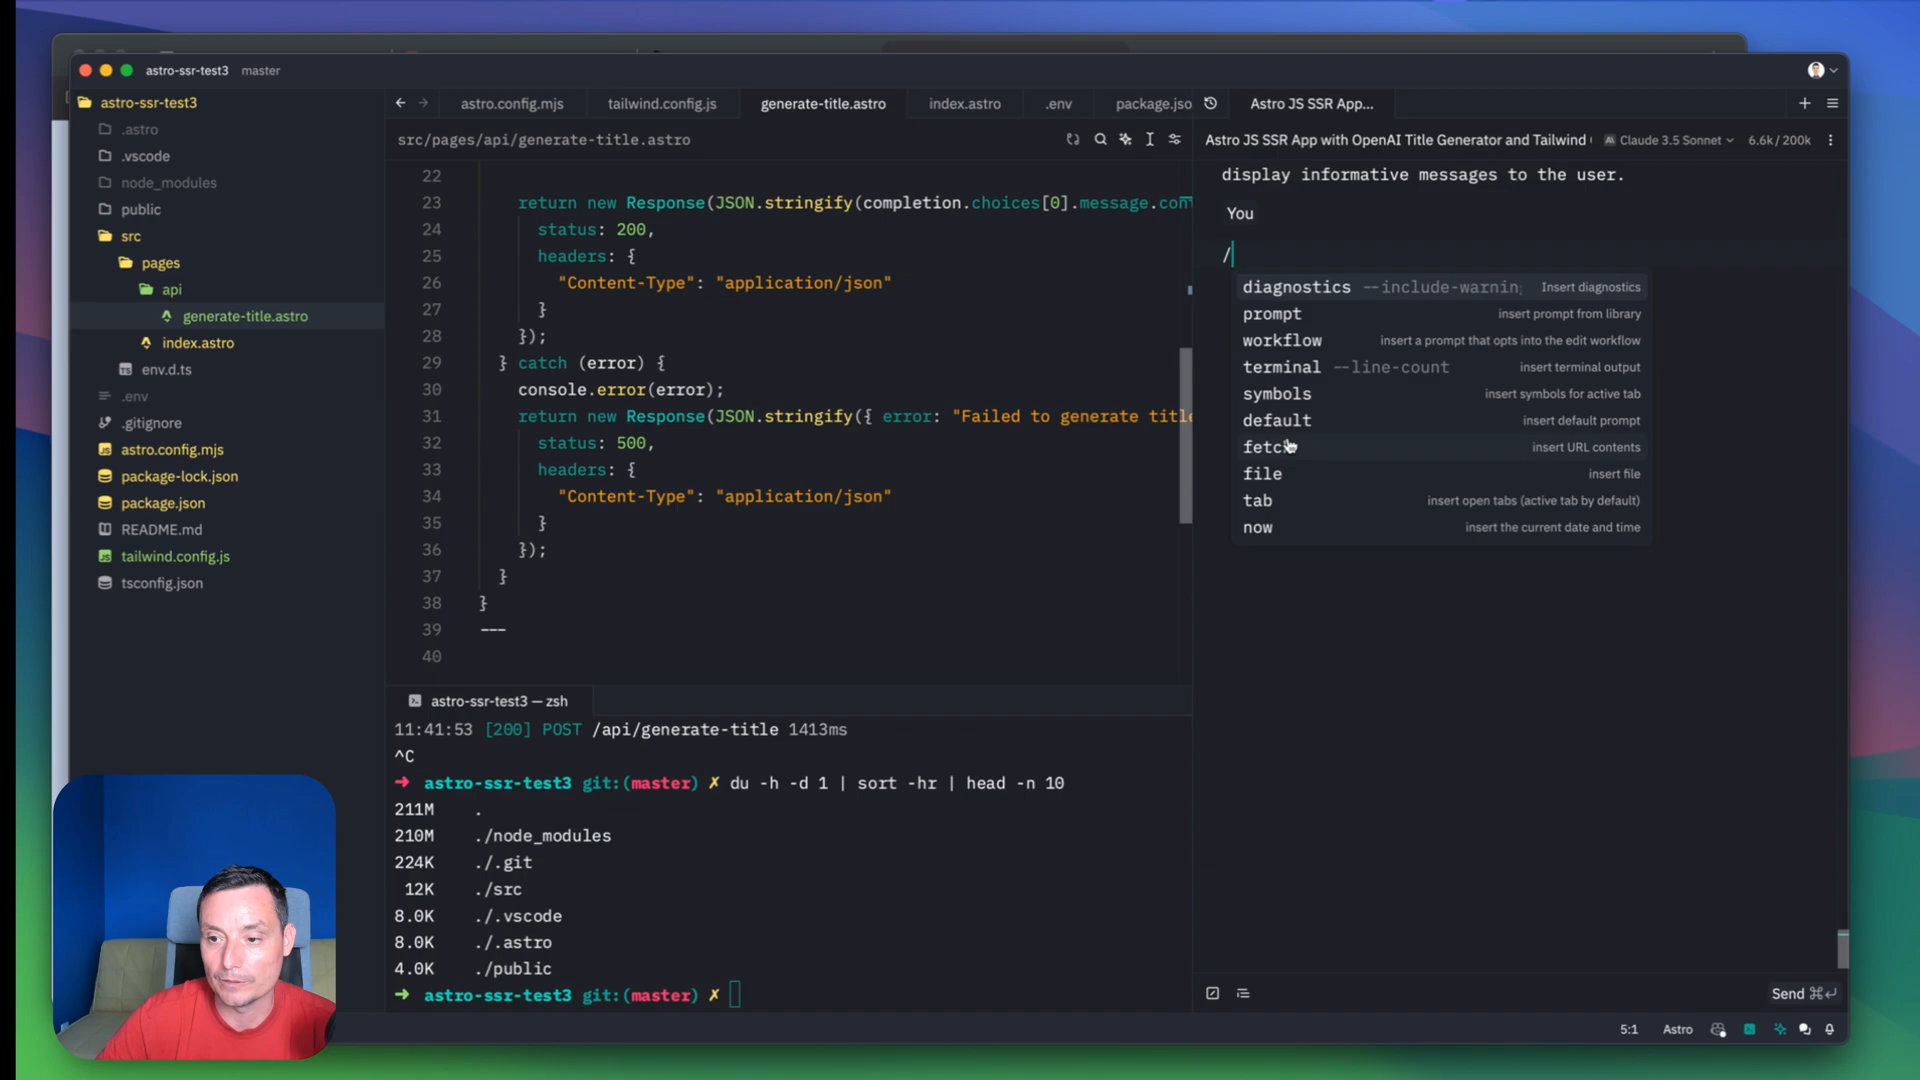 astro-ssr-test3 master
astro-ssr-test3
.astro
.vscode
node_modules
public
src
pages
api
generate-title.astro
index.astro
env.d.ts
.env
.gitignore
astro.config.mjs
package-lock.json
package.json
README.md
tailwind.config.js
tsconfig.json
astro.config.mjs tailwind.config.js generate-title.astro index.astro .env package.jso
src/pages/api/generate-title.astro
22
23 return new Response(JSON.stringify(completion.choices[0].message.con
24 status: 200,
25 headers: {
26 "Content-Type": "application/json"
27 }
28 });
29 } catch (error) {
30 console.error(error);
31 return new Response(JSON.stringify({ error: "Failed to generate title
32 status: 500,
33 headers: {
34 "Content-Type": "application/json"
35 }
36 });
37 }
38 }
39 ---
40
astro-ssr-test3 — zsh
11:41:53 [200] POST /api/generate-title 1413ms
^C
➜ astro-ssr-test3 git:(master) ✗ du -h -d 1 | sort -hr | head -n 10
211M .
210M ./node_modules
224K ./.git
12K ./src
8.0K ./.vscode
8.0K ./.astro
4.0K ./public
➜ astro-ssr-test3 git:(master) ✗
Astro JS SSR App...
Astro JS SSR App with OpenAI Title Generator and Tailwind Claude 3.5 Sonnet 6.6k/200k
display informative messages to the user.
You
/
diagnostics --include-warnin Insert diagnostics
prompt insert prompt from library
workflow insert a prompt that opts into the edit workflow
terminal --line-count insert terminal output
symbols insert symbols for active tab
default insert default prompt
fetch insert URL contents
file insert file
tab insert open tabs (active tab by default)
now insert the current date and time
Send ⌘↵
5:1 Astro